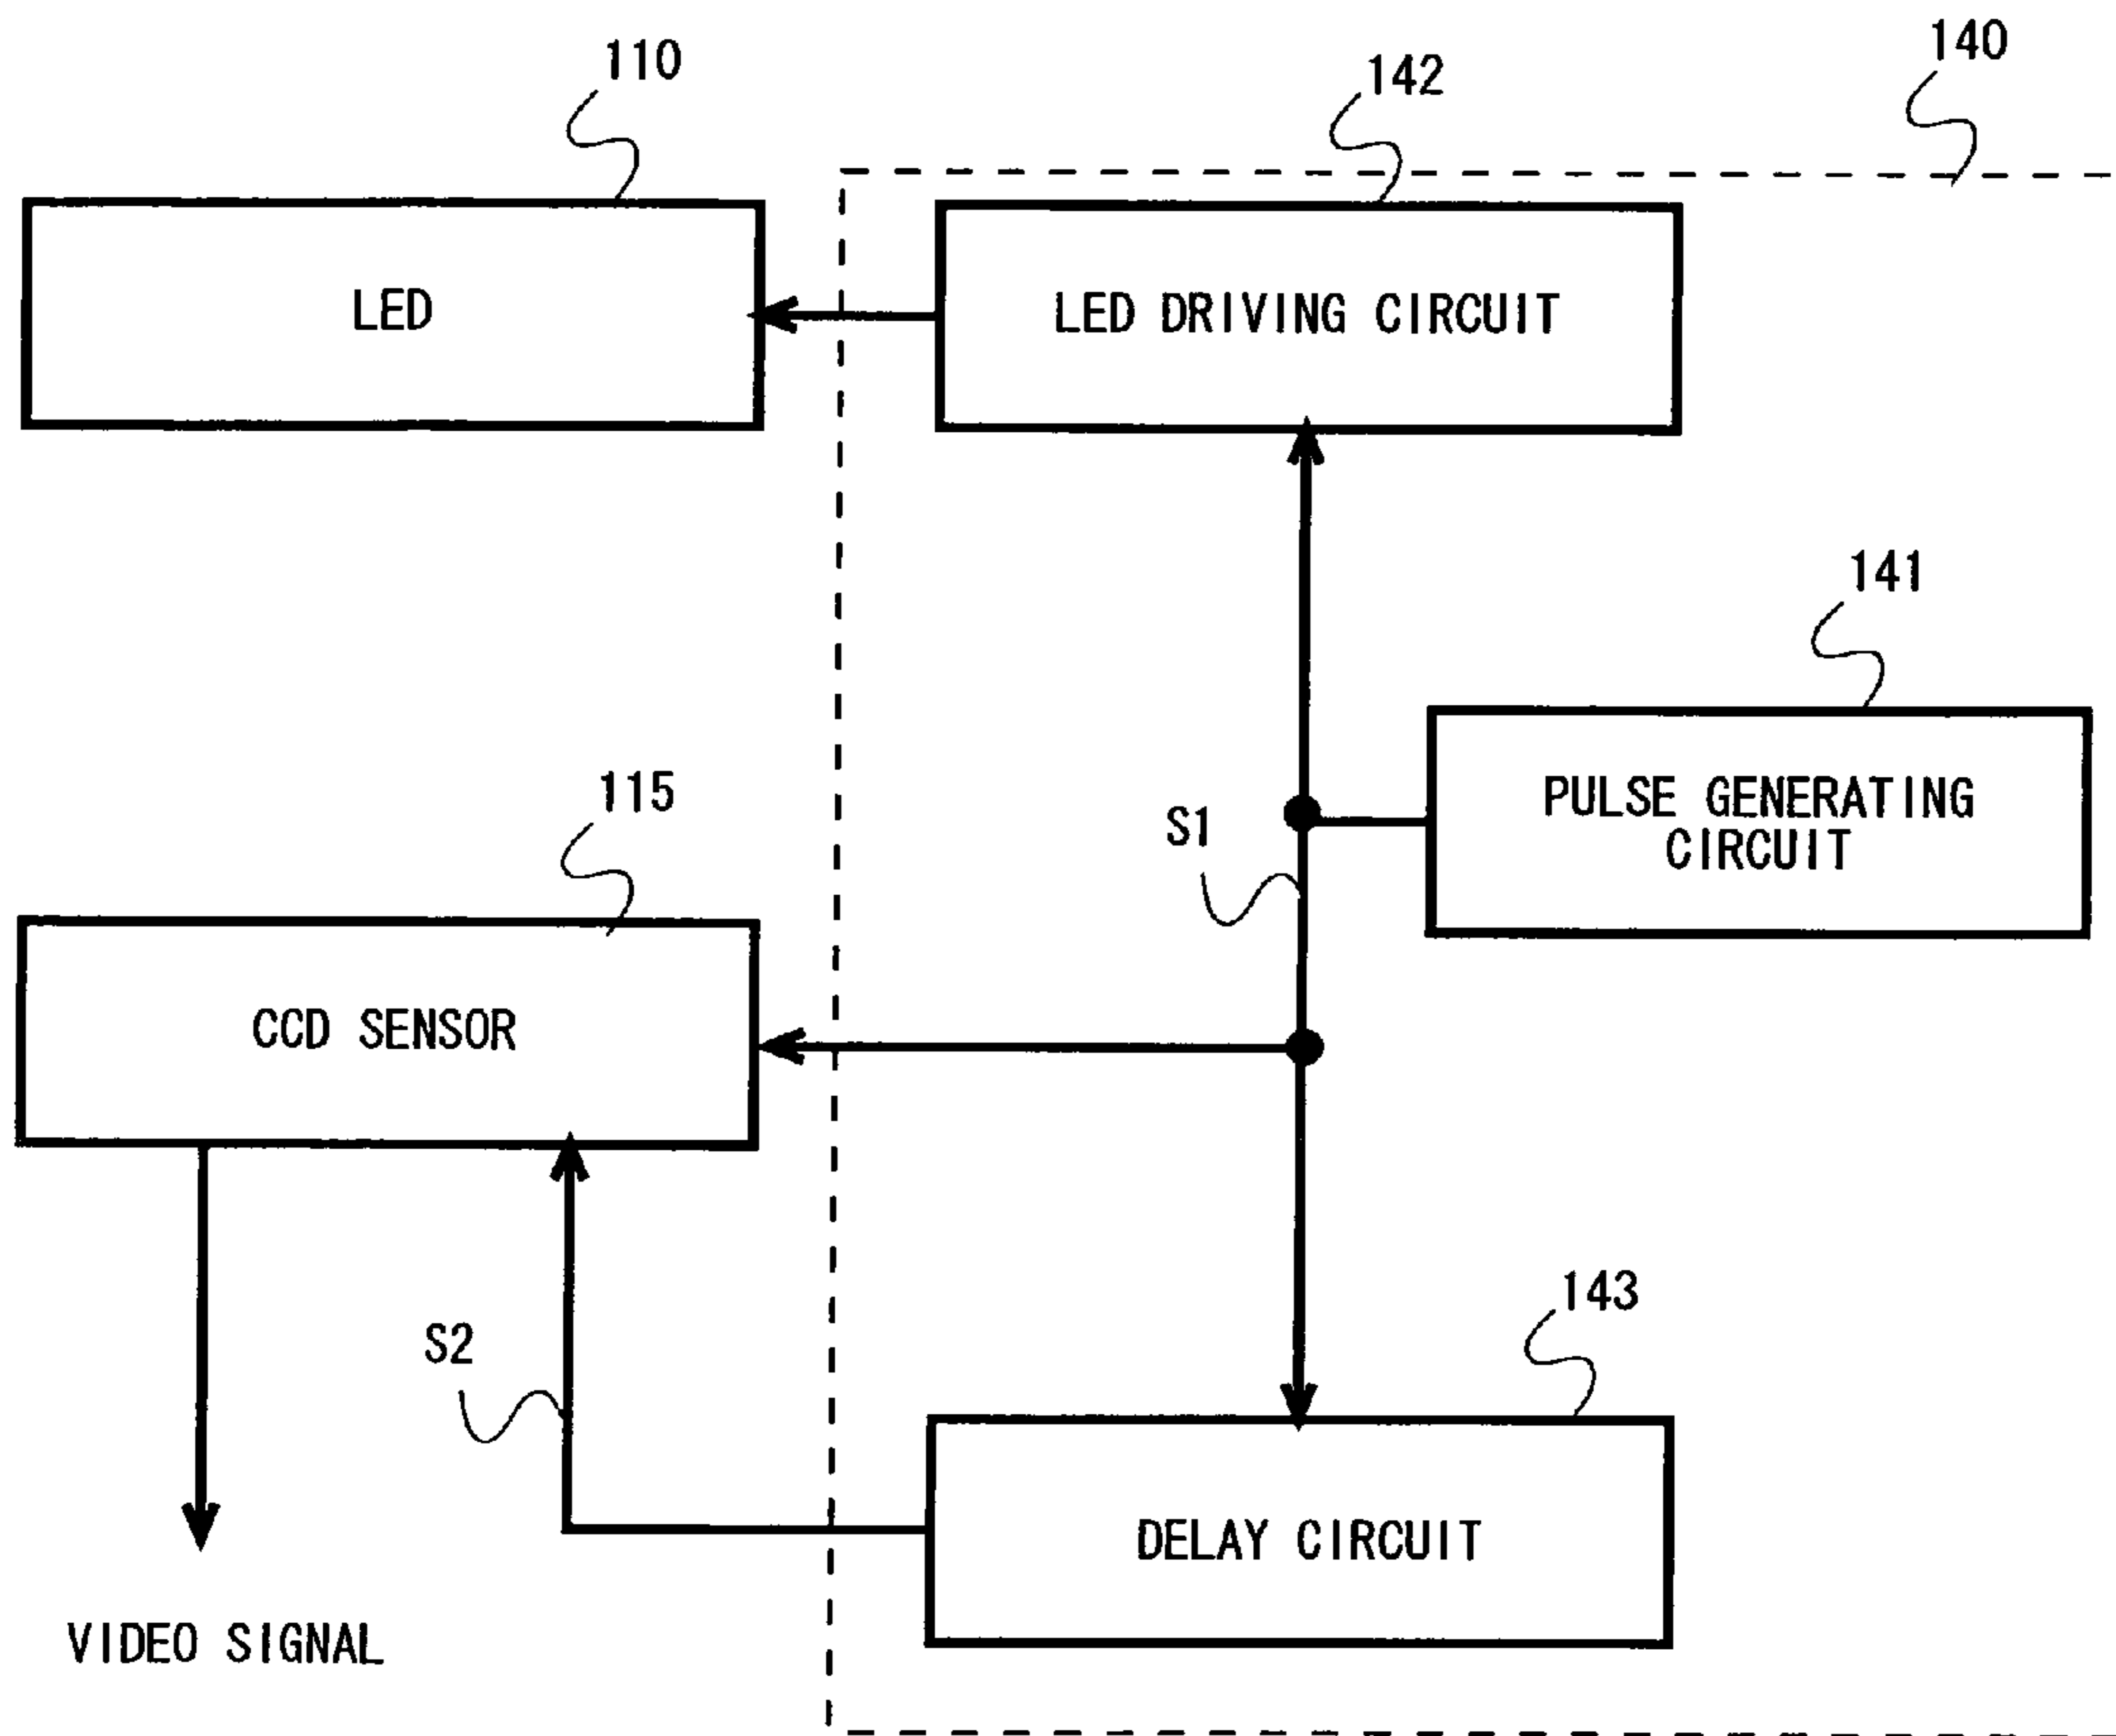 110
142
140
LED
LED DRIVING CIRCUIT
141
115
S1
PULSE GENERATING
CIRCUIT
CCD SENSOR
143
S2
DELAY CIRCUIT
VIDEO SIGNAL